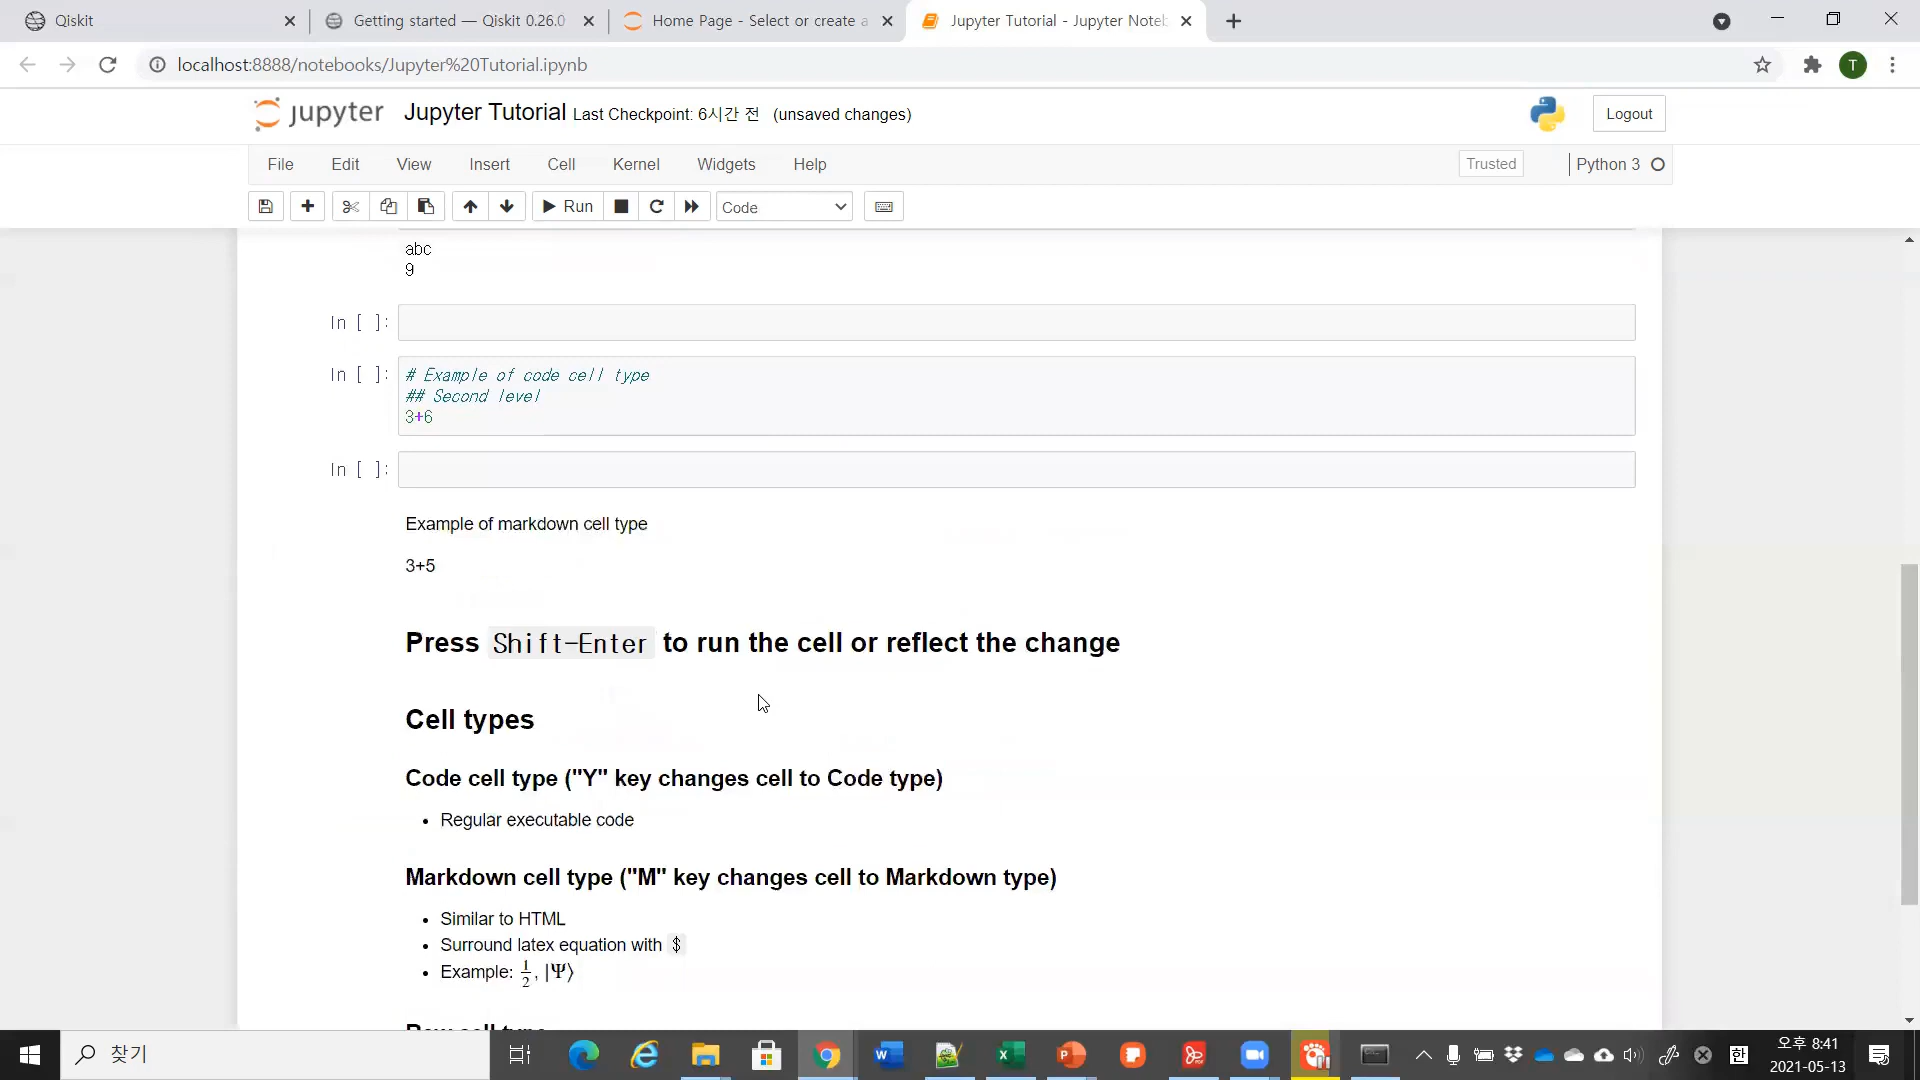 Qiskit
Getting started — Qiskit 0.26.0
Home Page - Select or create a
Jupyter Tutorial - Jupyter Noteb
localhost:8888/notebooks/Jupyter%20Tutorial.ipynb
T
jupyter Jupyter Tutorial Last Checkpoint: 6시간 전 (unsaved changes)
Logout
File Edit View Insert Cell Kernel Widgets Help
Trusted
Python 3
Run
Code
abc
9
In [ ]:
In [ ]:
# Example of code cell type
## Second level
3+6
In [ ]:
Example of markdown cell type
3+5
Press Shift-Enter to run the cell or reflect the change
Cell types
Code cell type ("Y" key changes cell to Code type)
• Regular executable code
Markdown cell type ("M" key changes cell to Markdown type)
• Similar to HTML
• Surround latex equation with $
• Example: 1/2, |Ψ⟩
Raw cell type
찾기
한
오후 8:41
2021-05-13